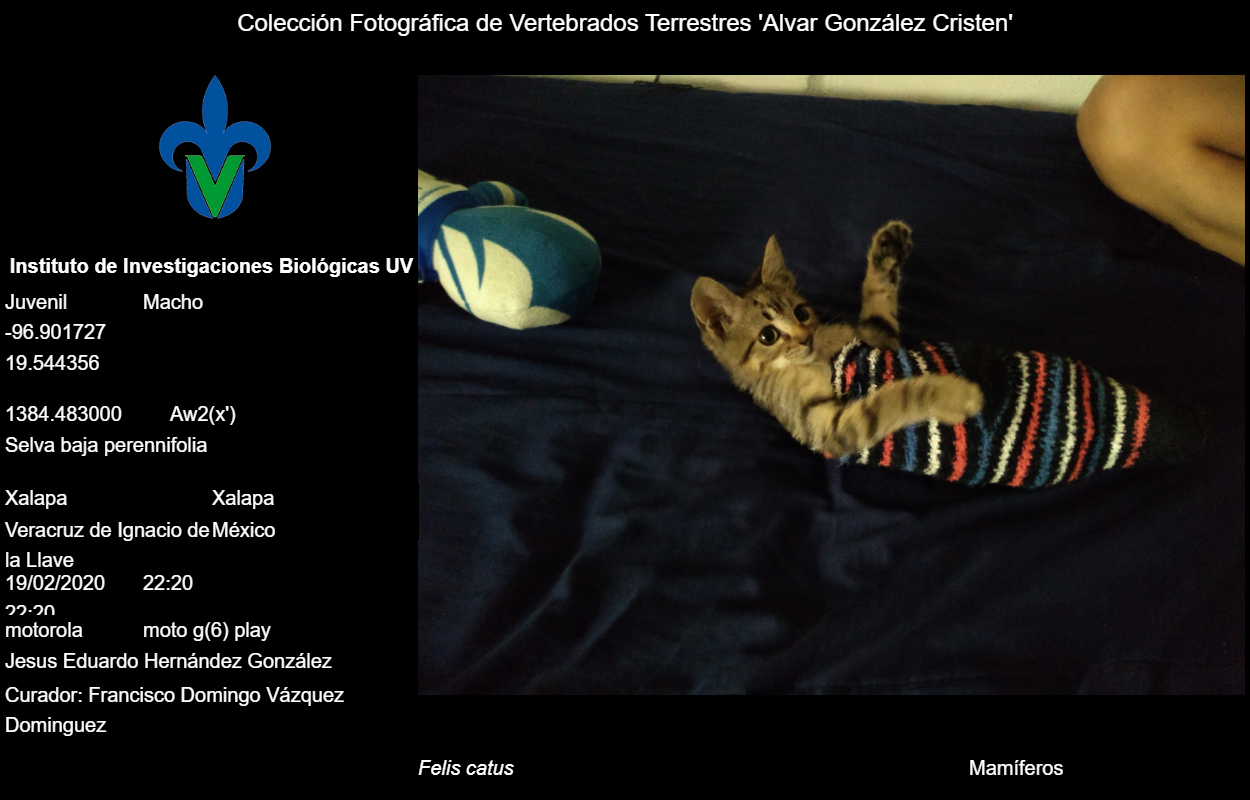 Colección Fotográfica de Vertebrados Terrestres 'Alvar González Cristen'
V
Instituto de Investigaciones Biológicas UV
Juvenil Macho
-96.901727
19.544356
1384.483000 Aw2(x')
Selva baja perennifolia
Xalapa Xalapa
Veracruz de Ignacio de México
la Llave
19/02/2020 22:20
22:20
motorola moto g(6) play
Jesus Eduardo Hernández González
Curador: Francisco Domingo Vázquez
Dominguez
Felis catus Mamíferos